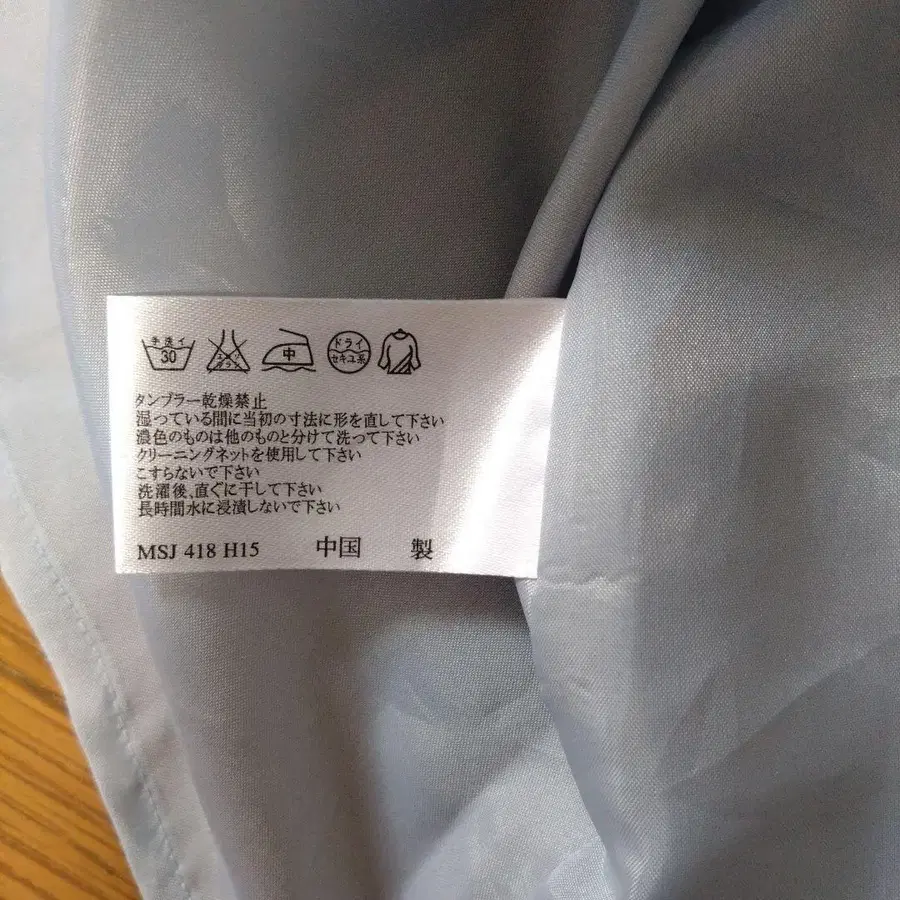 手洗イ 30 エンソサラシ 中 ドライ セキユ系
タンブラー乾燥禁止
湿っている間に当初の寸法に形を直して下さい
濃色のものは他のものと分けて洗って下さい
クリーニングネットを使用して下さい
こすらないで下さい
洗濯後、直ぐに干して下さい
長時間水に浸漬しないで下さい
MSJ 418 H15 中国 製